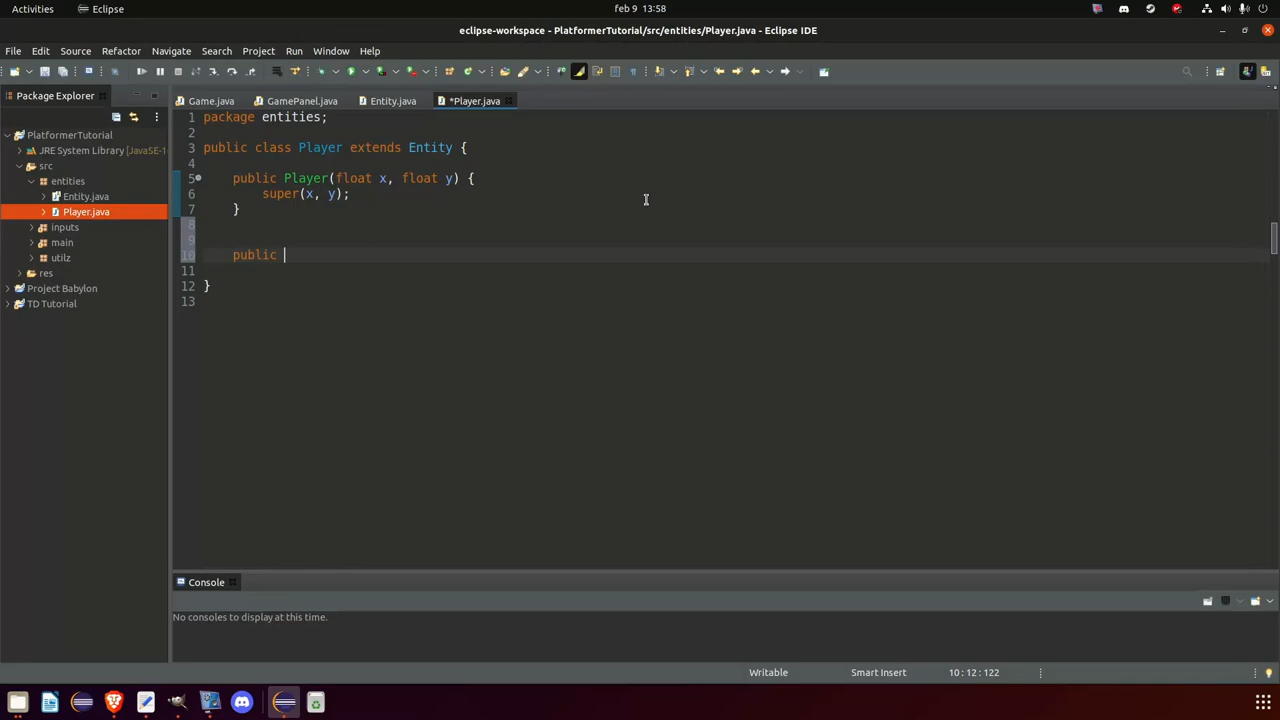 Activities
Eclipse
feb 9 13:58
eclipse-workspace - PlatformerTutorial/src/entities/Player.java - Eclipse IDE
File Edit Source Refactor Navigate Search Project Run Window Help
Package Explorer
Game.java
GamePanel.java
Entity.java
*Player.java
PlatformerTutorial
JRE System Library [JavaSE-1
src
entities
Entity.java
Player.java
inputs
main
utilz
res
Project Babylon
TD Tutorial
1 package entities;
2
3 public class Player extends Entity {
4
5 public Player(float x, float y) {
6 super(x, y);
7 }
8
9
10 public
11
12 }
13
Console
No consoles to display at this time.
Writable
Smart Insert
10 : 12 : 122